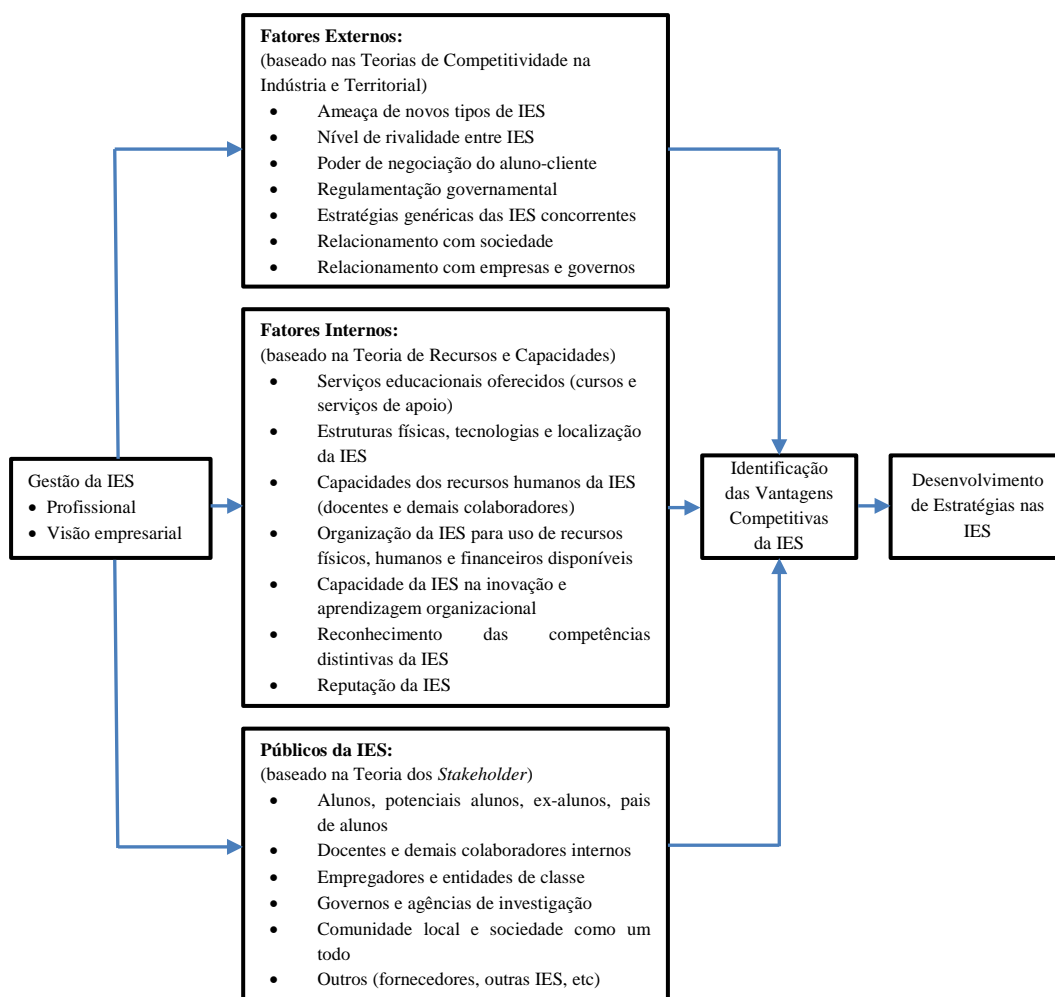 Fatores Externos:
(baseado nas Teorias de Competitividade na
Indústria e Territorial)
• Ameaça de novos tipos de IES
• Nível de rivalidade entre IES
• Poder de negociação do aluno-cliente
• Regulamentação governamental
• Estratégias genéricas das IES concorrentes
• Relacionamento com sociedade
• Relacionamento com empresas e governos
Gestão da IES
• Profissional
• Visão empresarial
Fatores Internos:
(baseado na Teoria de Recursos e Capacidades)
• Serviços educacionais oferecidos (cursos e
serviços de apoio)
• Estruturas físicas, tecnologias e localização
da IES
• Capacidades dos recursos humanos da IES
(docentes e demais colaboradores)
• Organização da IES para uso de recursos
físicos, humanos e financeiros disponíveis
• Capacidade da IES na inovação e
aprendizagem organizacional
• Reconhecimento das competências
distintivas da IES
• Reputação da IES
Públicos da IES:
(baseado na Teoria dos Stakeholder)
• Alunos, potenciais alunos, ex-alunos, pais
de alunos
• Docentes e demais colaboradores internos
• Empregadores e entidades de classe
• Governos e agências de investigação
• Comunidade local e sociedade como um
todo
• Outros (fornecedores, outras IES, etc)
Identificação
das Vantagens
Competitivas
da IES
Desenvolvimento
de Estratégias nas
IES